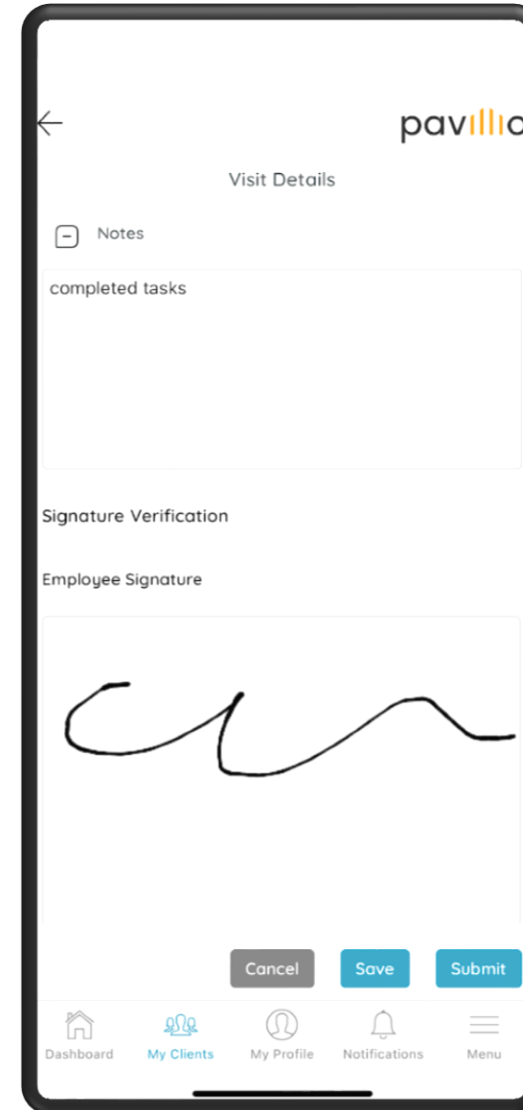 pavillio
Visit Details
Notes
completed tasks
Signature Verification
Employee Signature
Cancel Save Submit
Dashboard My Clients My Profile Notifications Menu